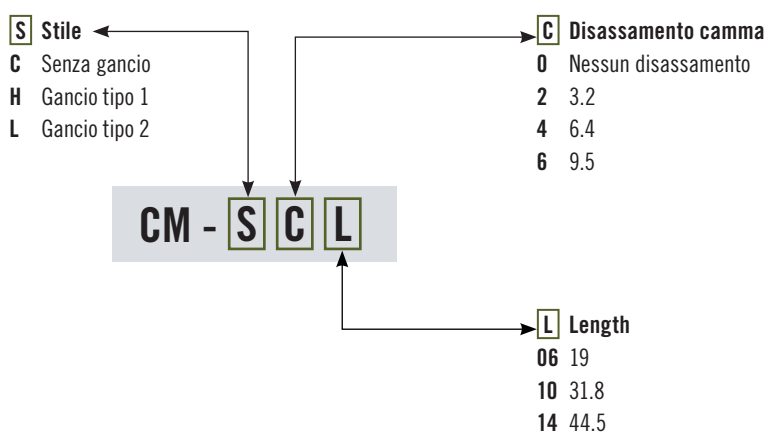 S Stile
C Senza gancio
H Gancio tipo 1
L Gancio tipo 2
C Disassamento camma
0 Nessun disassamento
2 3.2
4 6.4
6 9.5
CM - S C L
L Length
06 19
10 31.8
14 44.5